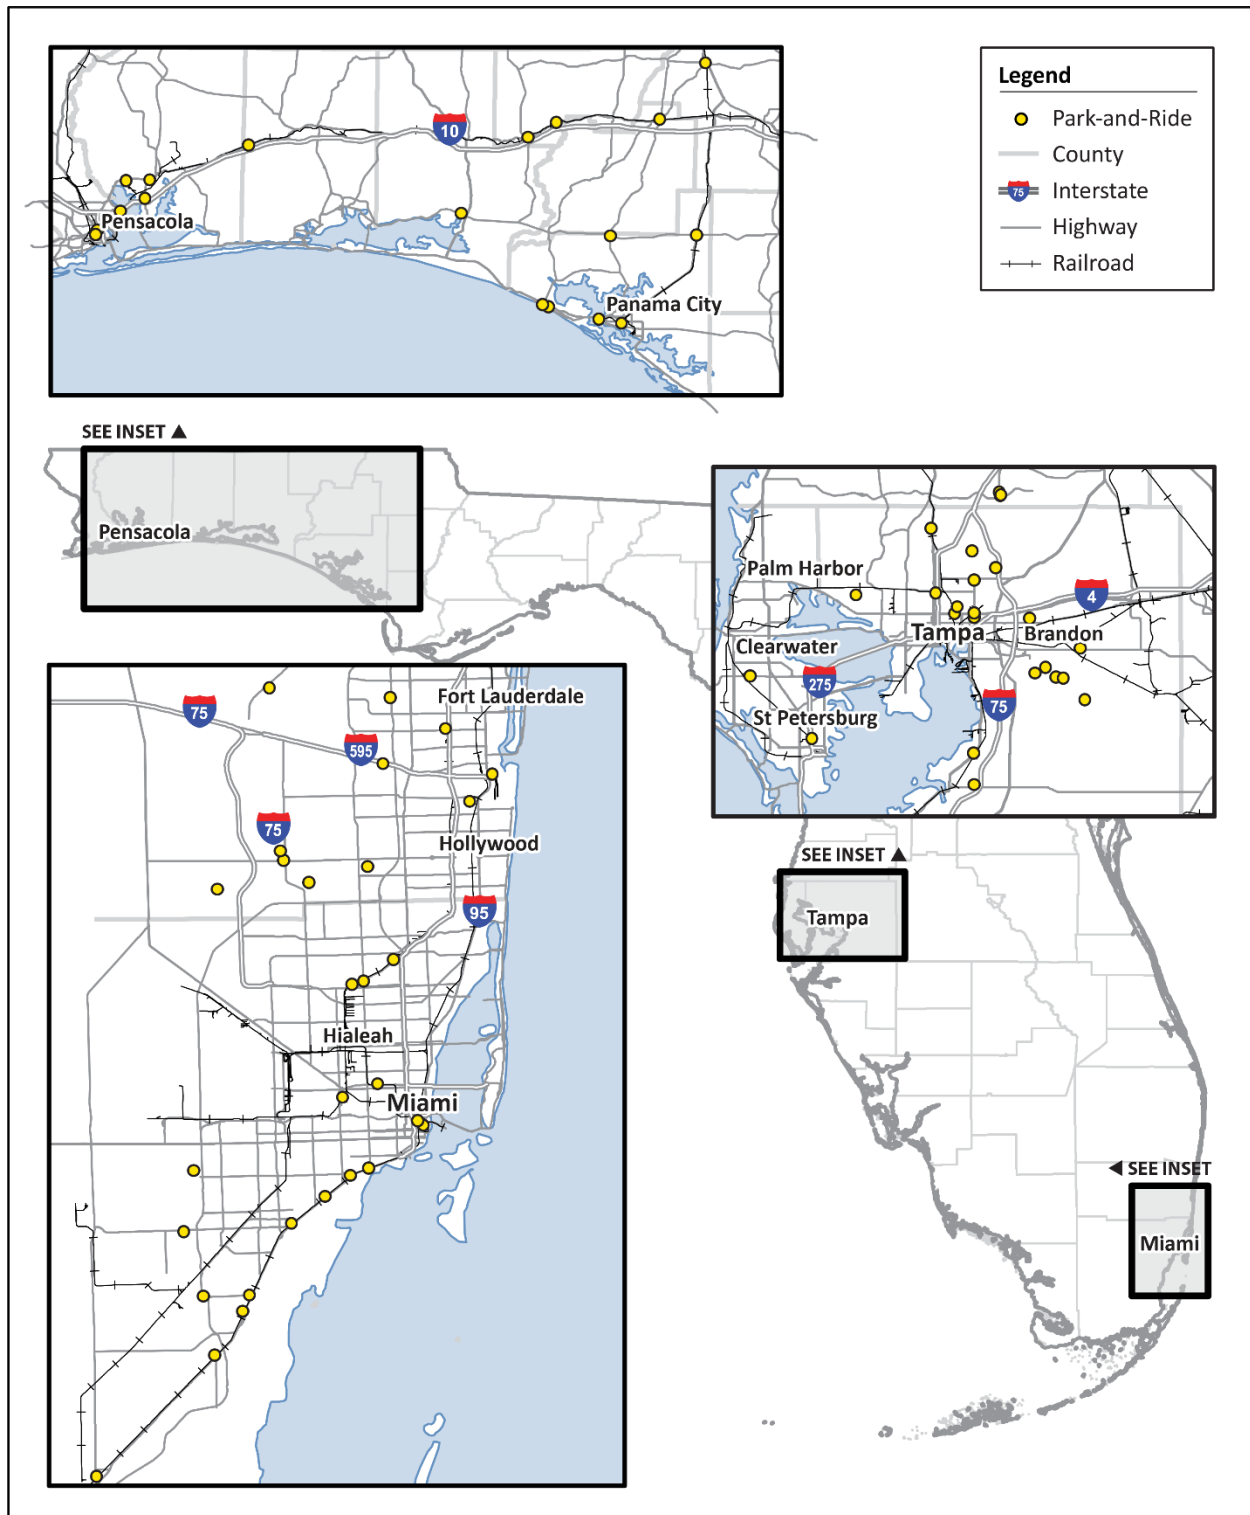 Legend
Park-and-Ride
County
75
Interstate
Highway
Railroad
10
Pensacola
Panama City
SEE INSET ▲
Pensacola
Palm Harbor
4
Tampa
Brandon
Clearwater
275
75
St Petersburg
Fort Lauderdale
75
595
75
Hollywood
95
Hialeah
Miami
SEE INSET ▲
Tampa
◀ SEE INSET
Miami